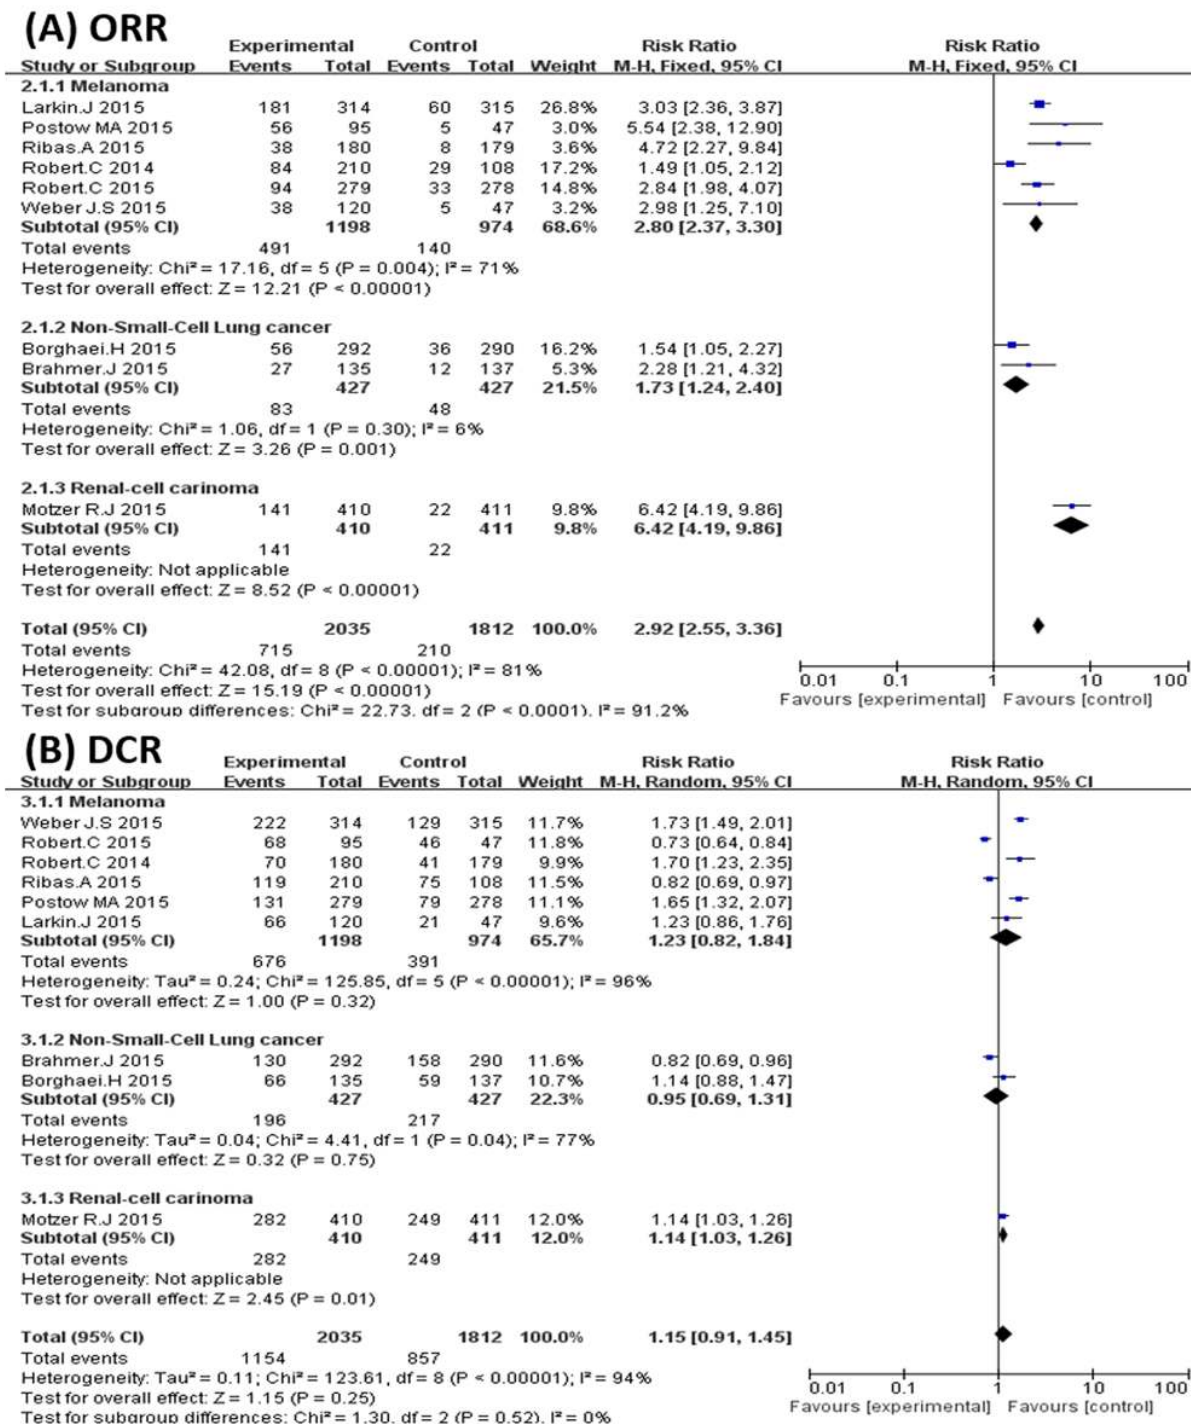 (A) ORR
Experimental Control Risk Ratio Risk Ratio
Study or Subgroup Events Total Events Total Weight M-H, Fixed, 95% CI M-H, Fixed, 95% CI
2.1.1 Melanoma
Larkin.J 2015 181 314 60 315 26.8% 3.03 [2.36, 3.87]
Postow MA 2015 56 95 5 47 3.0% 5.54 [2.38, 12.90]
Ribas.A 2015 38 180 8 179 3.6% 4.72 [2.27, 9.84]
Robert.C 2014 84 210 29 108 17.2% 1.49 [1.05, 2.12]
Robert.C 2015 94 279 33 278 14.8% 2.84 [1.98, 4.07]
Weber J.S 2015 38 120 5 47 3.2% 2.98 [1.25, 7.10]
Subtotal (95% CI) 1198 974 68.6% 2.80 [2.37, 3.30]
Total events 491 140
Heterogeneity: Chi² = 17.16, df = 5 (P = 0.004); I² = 71%
Test for overall effect: Z = 12.21 (P < 0.00001)
2.1.2 Non-Small-Cell Lung cancer
Borghaei.H 2015 56 292 36 290 16.2% 1.54 [1.05, 2.27]
Brahmer.J 2015 27 135 12 137 5.3% 2.28 [1.21, 4.32]
Subtotal (95% CI) 427 427 21.5% 1.73 [1.24, 2.40]
Total events 83 48
Heterogeneity: Chi² = 1.06, df = 1 (P = 0.30); I² = 6%
Test for overall effect: Z = 3.26 (P = 0.001)
2.1.3 Renal-cell carinoma
Motzer R.J 2015 141 410 22 411 9.8% 6.42 [4.19, 9.86]
Subtotal (95% CI) 410 411 9.8% 6.42 [4.19, 9.86]
Total events 141 22
Heterogeneity: Not applicable
Test for overall effect: Z = 8.52 (P < 0.00001)
Total (95% CI) 2035 1812 100.0% 2.92 [2.55, 3.36]
Total events 715 210
Heterogeneity: Chi² = 42.08, df = 8 (P < 0.00001); I² = 81%
Test for overall effect: Z = 15.19 (P < 0.00001)
Test for subgroup differences: Chi² = 22.73. df = 2 (P < 0.0001). I² = 91.2%
0.01 0.1 1 10 100
Favours [experimental] Favours [control]
(B) DCR
Experimental Control Risk Ratio Risk Ratio
Study or Subgroup Events Total Events Total Weight M-H, Random, 95% CI M-H, Random, 95% CI
3.1.1 Melanoma
Weber J.S 2015 222 314 129 315 11.7% 1.73 [1.49, 2.01]
Robert.C 2015 68 95 46 47 11.8% 0.73 [0.64, 0.84]
Robert.C 2014 70 180 41 179 9.9% 1.70 [1.23, 2.35]
Ribas.A 2015 119 210 75 108 11.5% 0.82 [0.69, 0.97]
Postow MA 2015 131 279 79 278 11.1% 1.65 [1.32, 2.07]
Larkin.J 2015 66 120 21 47 9.6% 1.23 [0.86, 1.76]
Subtotal (95% CI) 1198 974 65.7% 1.23 [0.82, 1.84]
Total events 676 391
Heterogeneity: Tau² = 0.24; Chi² = 125.85, df = 5 (P < 0.00001); I² = 96%
Test for overall effect: Z = 1.00 (P = 0.32)
3.1.2 Non-Small-Cell Lung cancer
Brahmer.J 2015 130 292 158 290 11.6% 0.82 [0.69, 0.96]
Borghaei.H 2015 66 135 59 137 10.7% 1.14 [0.88, 1.47]
Subtotal (95% CI) 427 427 22.3% 0.95 [0.69, 1.31]
Total events 196 217
Heterogeneity: Tau² = 0.04; Chi² = 4.41, df = 1 (P = 0.04); I² = 77%
Test for overall effect: Z = 0.32 (P = 0.75)
3.1.3 Renal-cell carinoma
Motzer R.J 2015 282 410 249 411 12.0% 1.14 [1.03, 1.26]
Subtotal (95% CI) 410 411 12.0% 1.14 [1.03, 1.26]
Total events 282 249
Heterogeneity: Not applicable
Test for overall effect: Z = 2.45 (P = 0.01)
Total (95% CI) 2035 1812 100.0% 1.15 [0.91, 1.45]
Total events 1154 857
Heterogeneity: Tau² = 0.11; Chi² = 123.61, df = 8 (P < 0.00001); I² = 94%
Test for overall effect: Z = 1.15 (P = 0.25)
Test for subgroup differences: Chi² = 1.30. df = 2 (P = 0.52). I² = 0%
0.01 0.1 1 10 100
Favours [experimental] Favours [control]